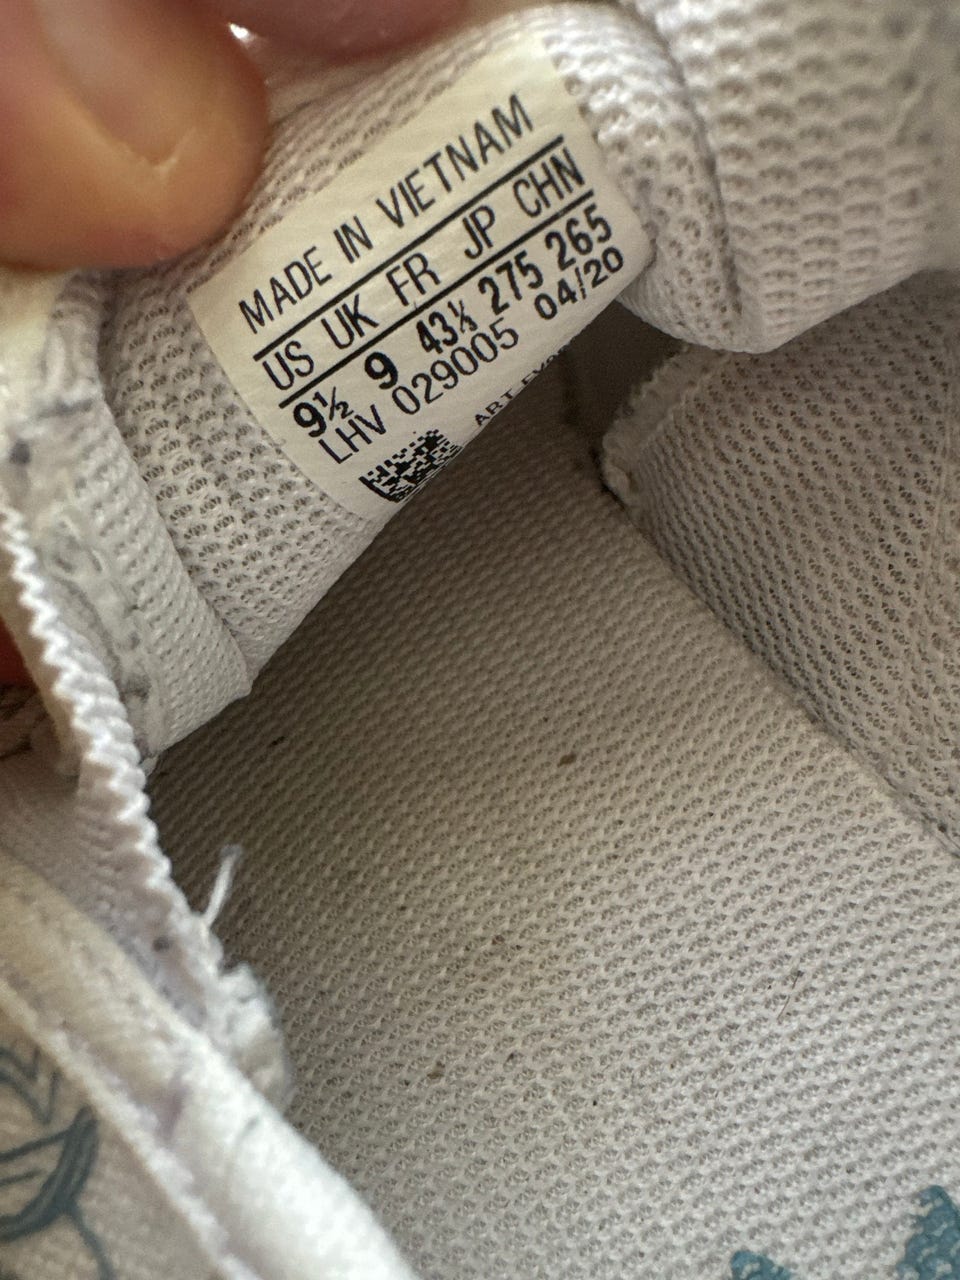 MADE IN VIETNAM
US UK FR JP CHN
9½ 9 43⅓ 275 265
LHV 029005 04/20
ART